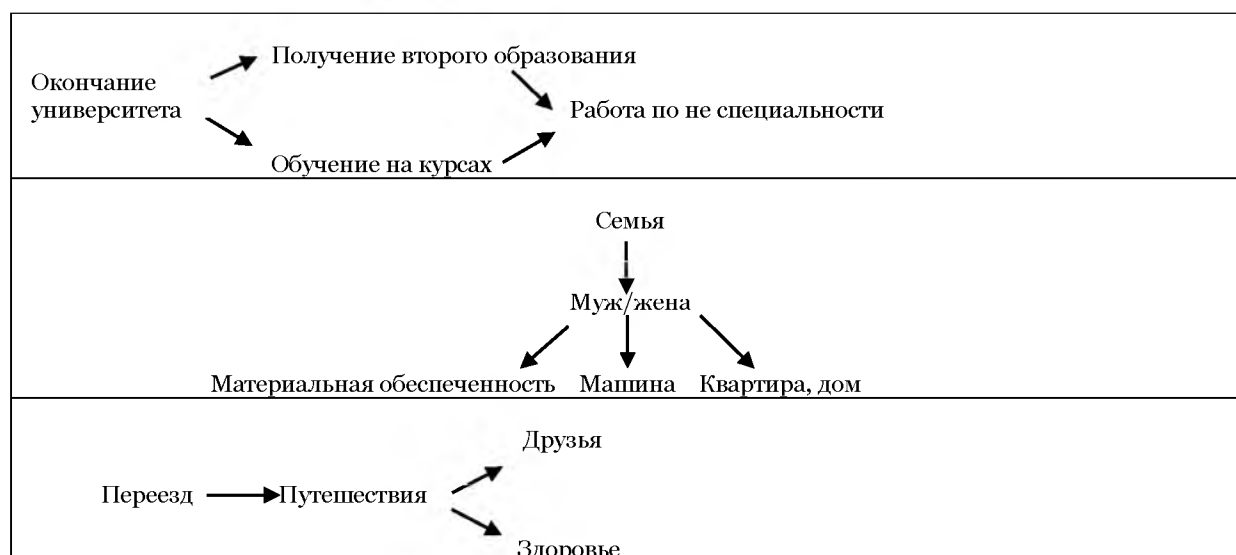 Получение второго образования
Окончание
университета
Работа по не специальности
Обучение на курсах
Семья
Муж/жена
Материальная обеспеченность Машина Квартира, дом
Друзья
Переезд Путешествия
Здоровье